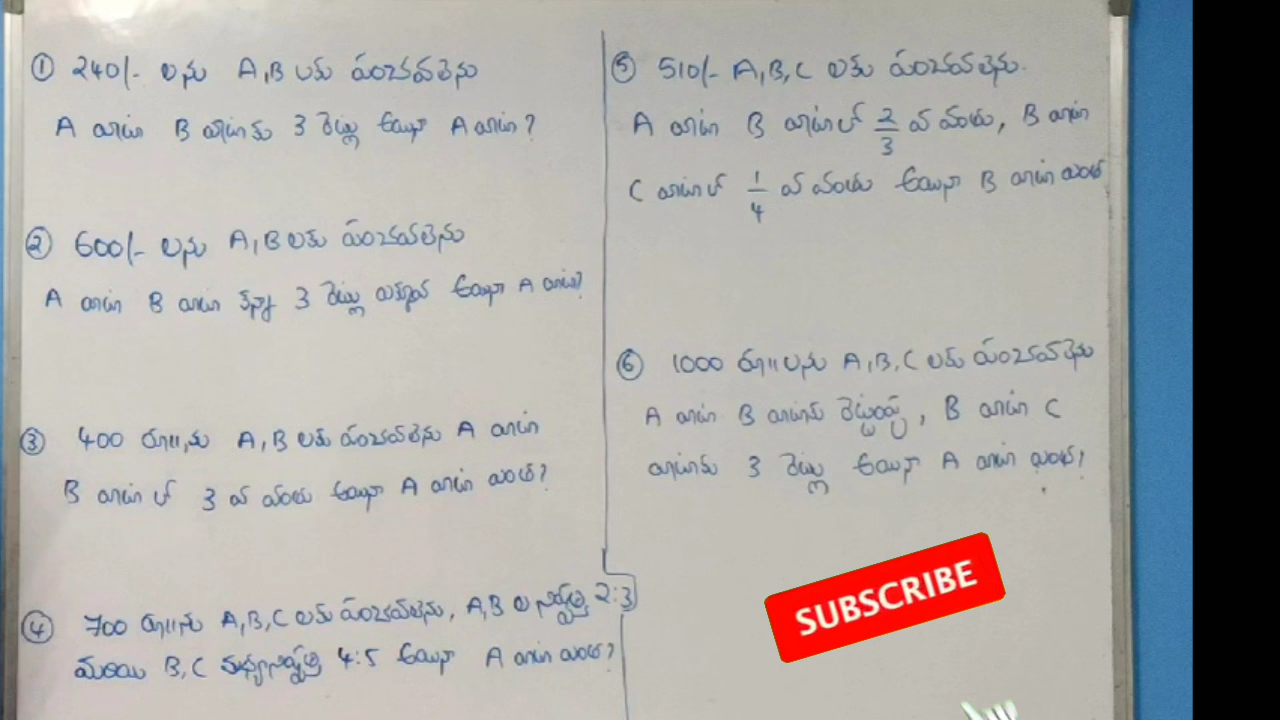 ① 240/- లను A,B లకు పంచవలెను
A వాటా B వాటాకు 3 రెట్లు అయిన A వాటా?
② 600/- లను A,B లకు పంచవలెను
A వాటా B వాటా కన్నా 3 రెట్లు ఎక్కువ అయిన A వాటా?
③ 400 రూ॥ను A,B లకు పంచవలెను A వాటా
B వాటా లో 3 వ వంతు అయిన A వాటా ఎంత?
④ 700 రూ॥ను A,B,C లకు పంచవలెను, A,B ల నిష్పత్తి 2:3
మరియు B,C మధ్య నిష్పత్తి 4:5 అయిన A వాటా ఎంత?
⑤ 510/- A,B,C లకు పంచవలెను.
A వాటా B వాటాలో 2/3 వ వంతు, B వాటా
C వాటాలో 1/4 వ వంతు అయిన B వాటా ఎంత
⑥ 1000 రూ॥లను A,B,C లకు పంచవలెను
A వాటా B వాటాకు రెట్టింపు, B వాటా C
వాటాకు 3 రెట్లు అయిన A వాటా ఎంత?
SUBSCRIBE